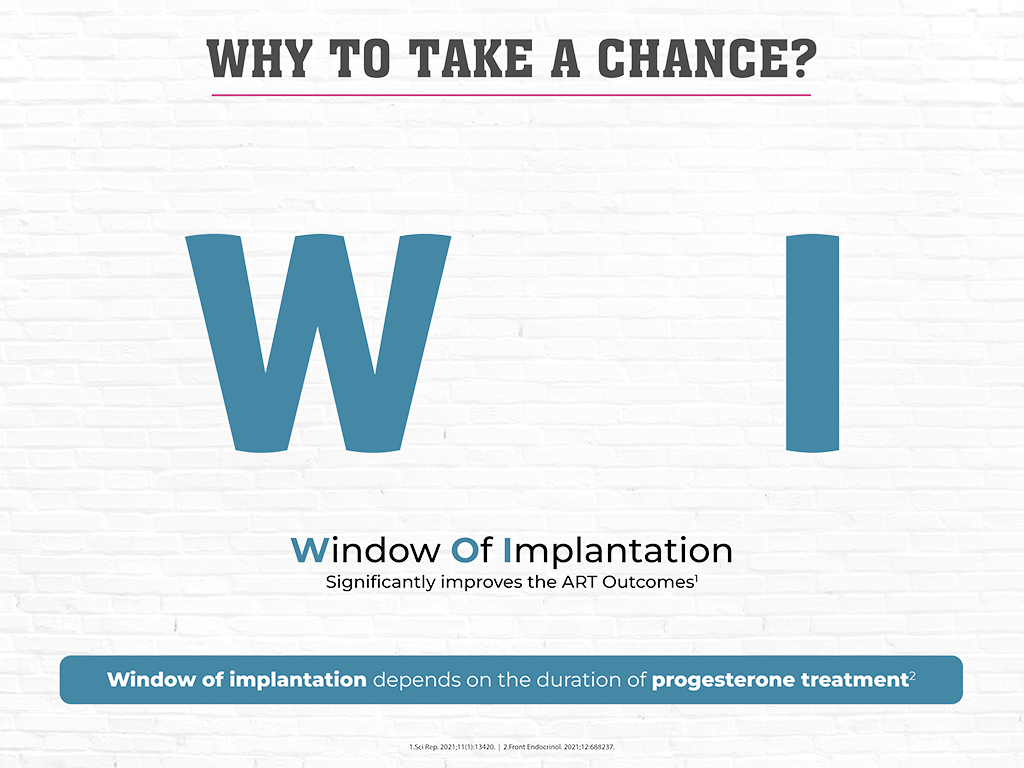 WHY TO TAKE A CHANCE?
W I
Window Of Implantation
Significantly improves the ART Outcomes¹
Window of implantation depends on the duration of progesterone treatment²
1.Sci Rep. 2021;11(1):13420. | 2.Front Endocrinol. 2021;12:688237.